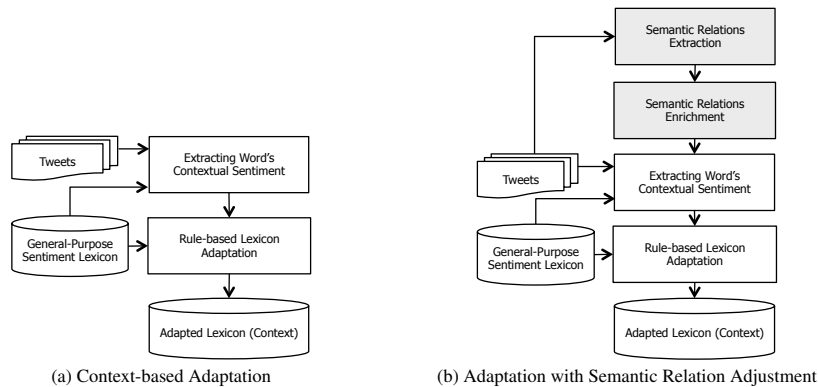 Tweets
Extracting Word's
Contextual Sentiment
General-Purpose
Sentiment Lexicon
Rule-based Lexicon
Adaptation
Adapted Lexicon (Context)
(a) Context-based Adaptation
Semantic Relations
Extraction
Semantic Relations
Enrichment
Tweets
Extracting Word's
Contextual Sentiment
General-Purpose
Sentiment Lexicon
Rule-based Lexicon
Adaptation
Adapted Lexicon (Context)
(b) Adaptation with Semantic Relation Adjustment